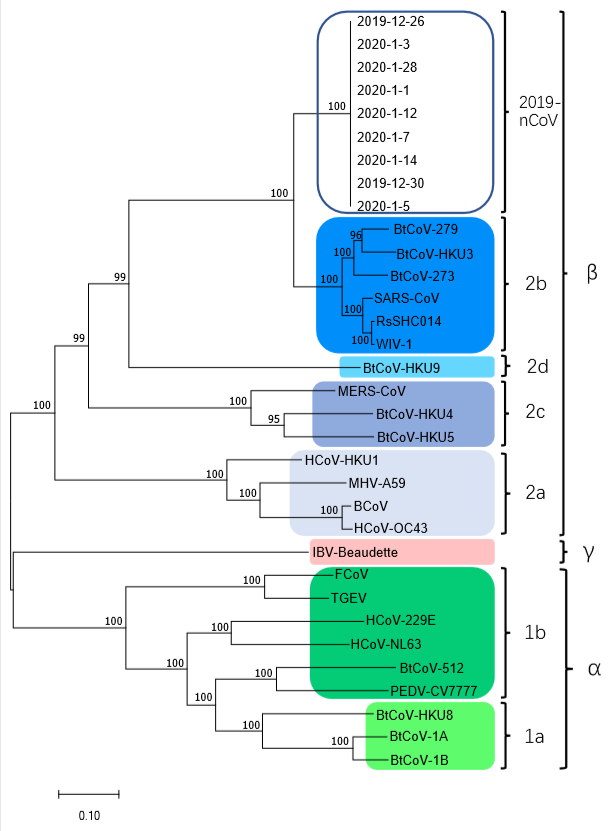 2019-12-26
2020-1-3
2020-1-28
2020-1-1
2020-1-12
2020-1-7
2020-1-14
2019-12-30
2020-1-5
100
2019-
nCoV
β
100
BtCoV-279
96
BtCoV-HKU3
100
BtCoV-273
100
2b
SARS-CoV
100
RsSHC014
100
WIV-1
99
BtCoV-HKU9
2d
99
MERS-CoV
100
BtCoV-HKU4
95
BtCoV-HKU5
2c
100
HCoV-HKU1
100
MHV-A59
100
BCoV
100
HCoV-OC43
2a
IBV-Beaudette
γ
FCoV
100
TGEV
100
HCoV-229E
100
HCoV-NL63
1b
100
BtCoV-512
100
PEDV-CV7777
α
100
BtCoV-HKU8
100
BtCoV-1A
100
BtCoV-1B
1a
0.10